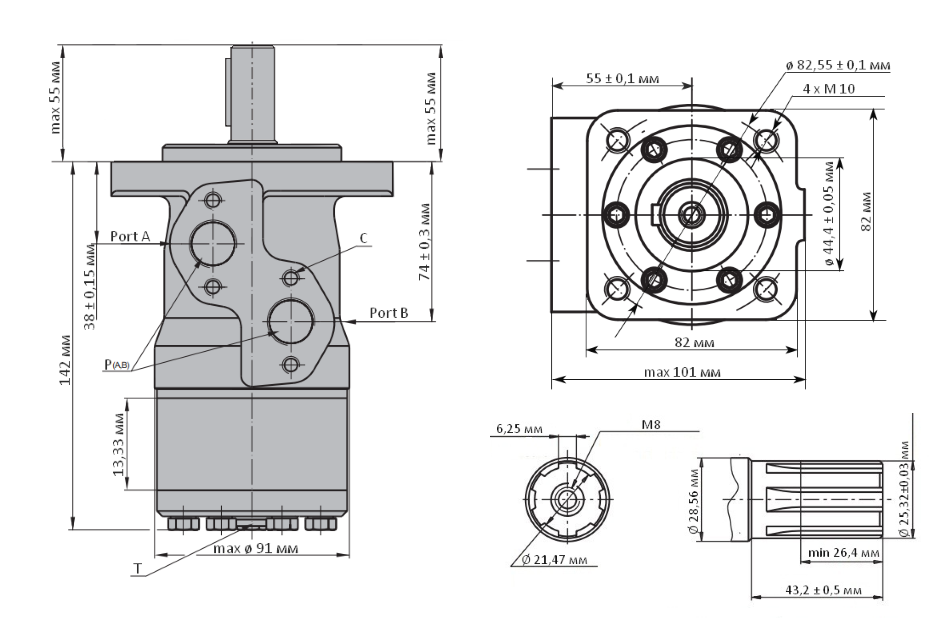 max 55 мм
max 55 мм
Port A
C
38 ± 0,15 мм
74 ± 0,3 мм
Port B
P(A,B)
142 мм
13,33 мм
max ø 91 мм
T
55 ± 0,1 мм
ø 82,55 ± 0,1 мм
4 x M 10
ø 44,4 ± 0,05 мм
82 мм
82 мм
max 101 мм
6,25 мм
M8
Ø 21,47 мм
Ø 28,56 мм
Ø 25,32±0,03 мм
min 26,4 мм
43,2 ± 0,5 мм